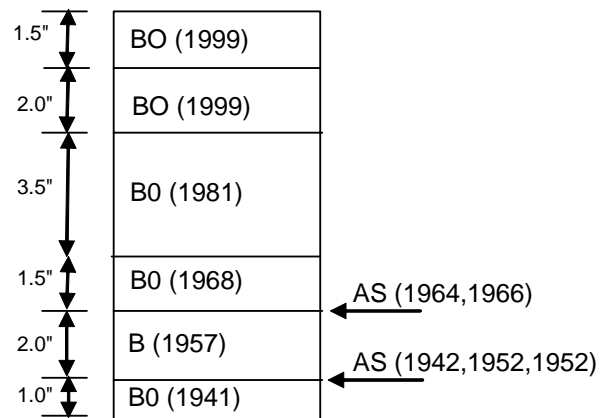 1.5" BO (1999)
2.0" BO (1999)
3.5" B0 (1981)
1.5" B0 (1968)
AS (1964,1966)
2.0" B (1957)
AS (1942,1952,1952)
1.0" B0 (1941)